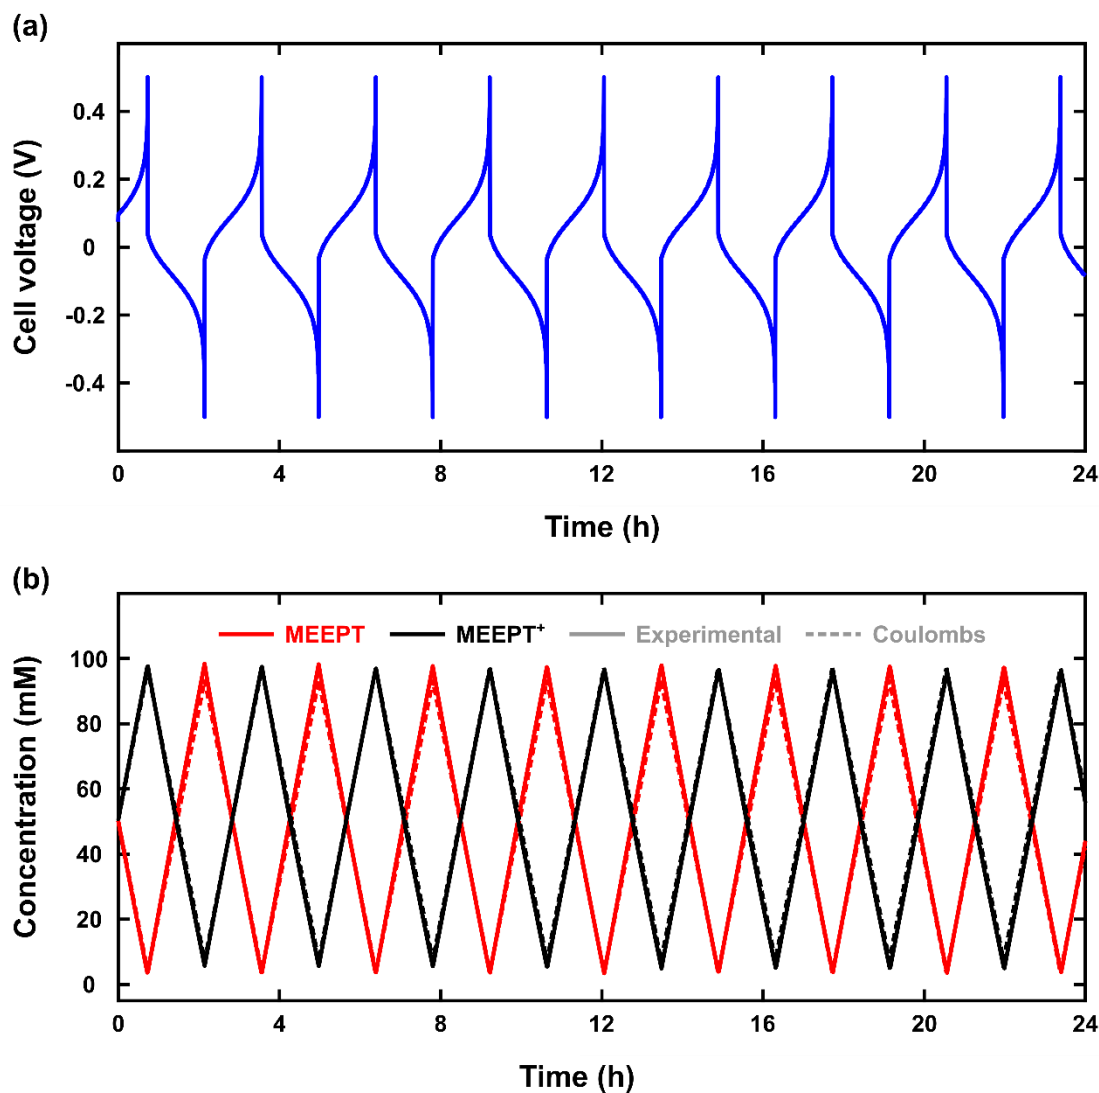 (a)
0.4
0.2
0
-0.2
-0.4
Cell voltage (V)
0 4 8 12 16 20 24
Time (h)
(b)
MEEPT MEEPT⁺ Experimental Coulombs
100
80
60
40
20
0
Concentration (mM)
0 4 8 12 16 20 24
Time (h)